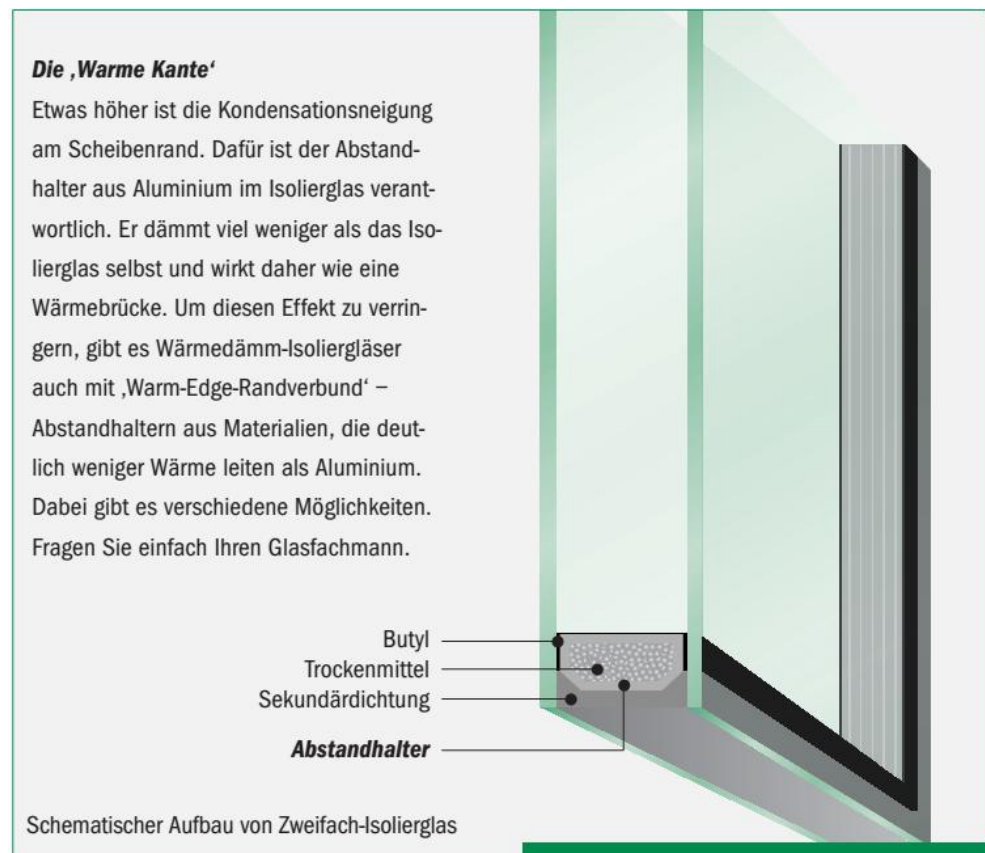 Die ‚Warme Kante‘
Etwas höher ist die Kondensationsneigung
am Scheibenrand. Dafür ist der Abstand-
halter aus Aluminium im Isolierglas verant-
wortlich. Er dämmt viel weniger als das Iso-
lierglas selbst und wirkt daher wie eine
Wärmebrücke. Um diesen Effekt zu verrin-
gern, gibt es Wärmedämm-Isoliergläser
auch mit ‚Warm-Edge-Randverbund‘ –
Abstandhaltern aus Materialien, die deut-
lich weniger Wärme leiten als Aluminium.
Dabei gibt es verschiedene Möglichkeiten.
Fragen Sie einfach Ihren Glasfachmann.
Butyl
Trockenmittel
Sekundärdichtung
Abstandhalter
Schematischer Aufbau von Zweifach-Isolierglas